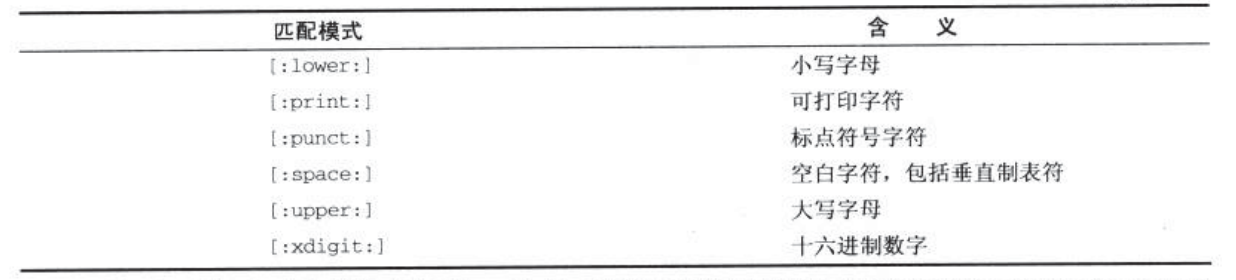 匹配模式 含 义
[:lower:] 小写字母
[:print:] 可打印字符
[:punct:] 标点符号字符
[:space:] 空白字符，包括垂直制表符
[:upper:] 大写字母
[:xdigit:] 十六进制数字